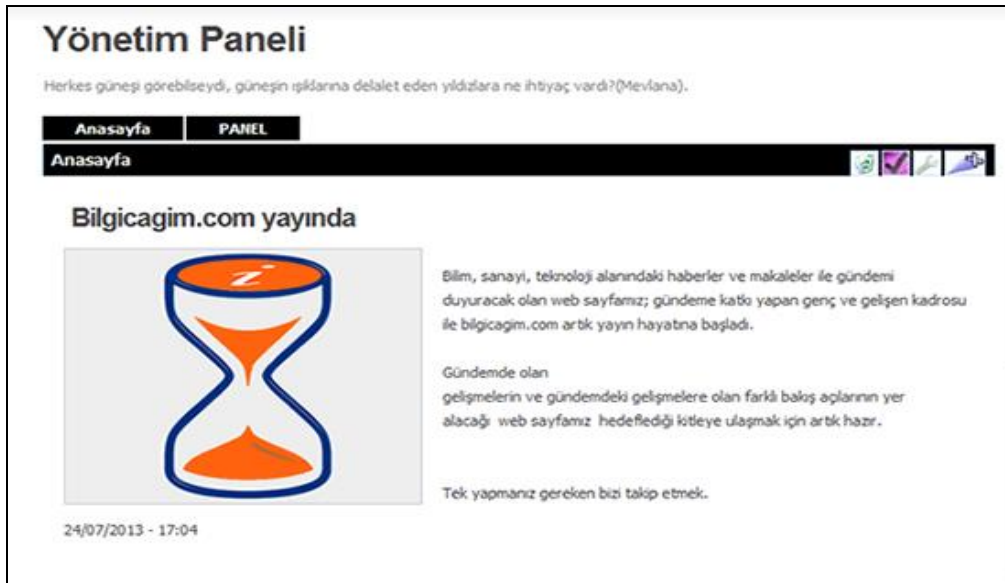 Yönetim Paneli
Herkes güneşi görebilseydi, güneşin ışıklarına delalet eden yıldızlara ne ihtiyaç vardı?(Mevlana).
Anasayfa PANEL
Anasayfa
Bilgicagim.com yayında
i
Bilim, sanayi, teknoloji alanındaki haberler ve makaleler ile gündemi
duyuracak olan web sayfamız; gündeme katkı yapan genç ve gelişen kadrosu
ile bilgicagim.com artık yayın hayatına başladı.
Gündemde olan
gelişmelerin ve gündemdeki gelişmelere olan farklı bakış açılarının yer
alacağı web sayfamız hedeflediği kitleye ulaşmak için artık hazır.
Tek yapmanız gereken bizi takip etmek.
24/07/2013 - 17:04